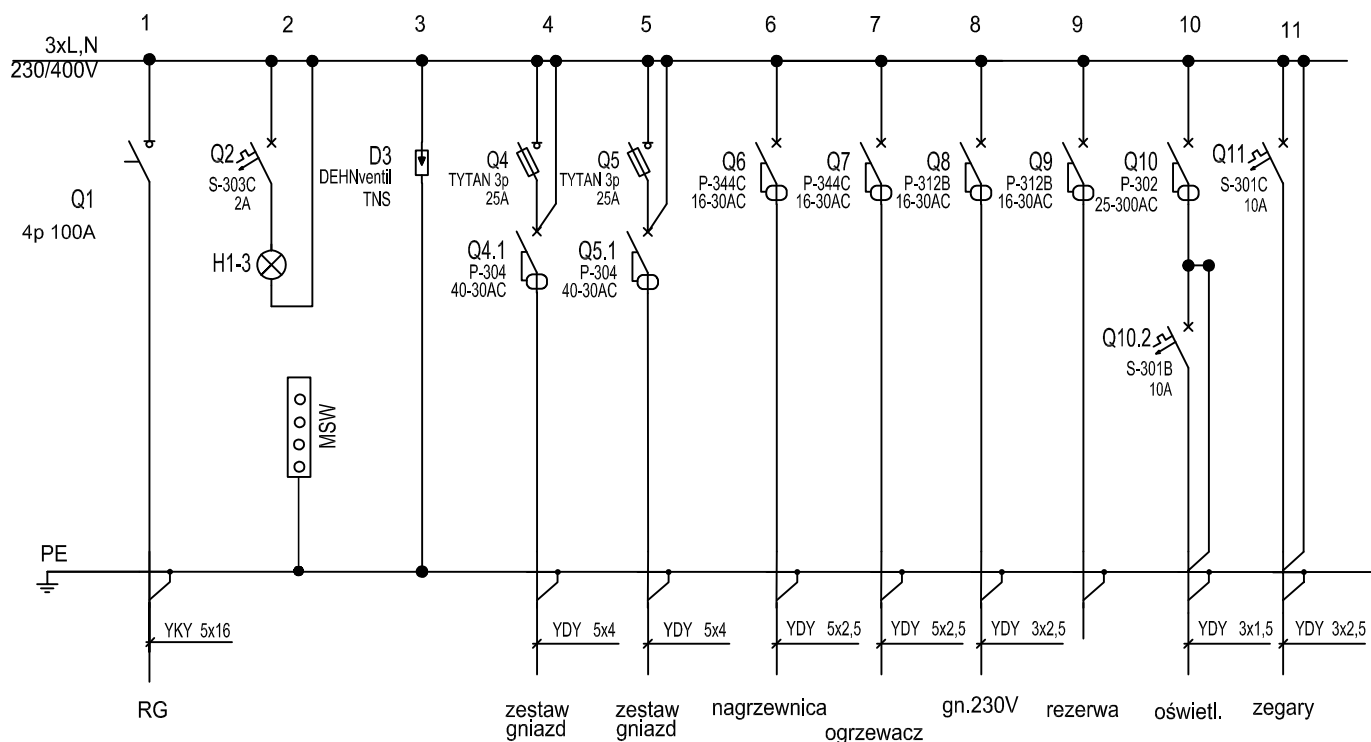 1 2 3 4 5 6 7 8 9 10 11
3xL,N
230/400V
Q1
4p 100A
Q2
S-303C
2A
H1-3
MSW
D3
DEHNventil
TNS
Q4
TYTAN 3p
25A
Q4.1
P-304
40-30AC
Q5
TYTAN 3p
25A
Q5.1
P-304
40-30AC
Q6
P-344C
16-30AC
Q7
P-344C
16-30AC
Q8
P-312B
16-30AC
Q9
P-312B
16-30AC
Q10
P-302
25-300AC
Q10.2
S-301B
10A
Q11
S-301C
10A
PE
YKY 5x16
YDY 5x4
YDY 5x4
YDY 5x2,5
YDY 5x2,5
YDY 3x2,5
YDY 3x1,5
YDY 3x2,5
RG
zestaw
gniazd
zestaw
gniazd
nagrzewnica
ogrzewacz
gn.230V
rezerwa
oświetl.
zegary